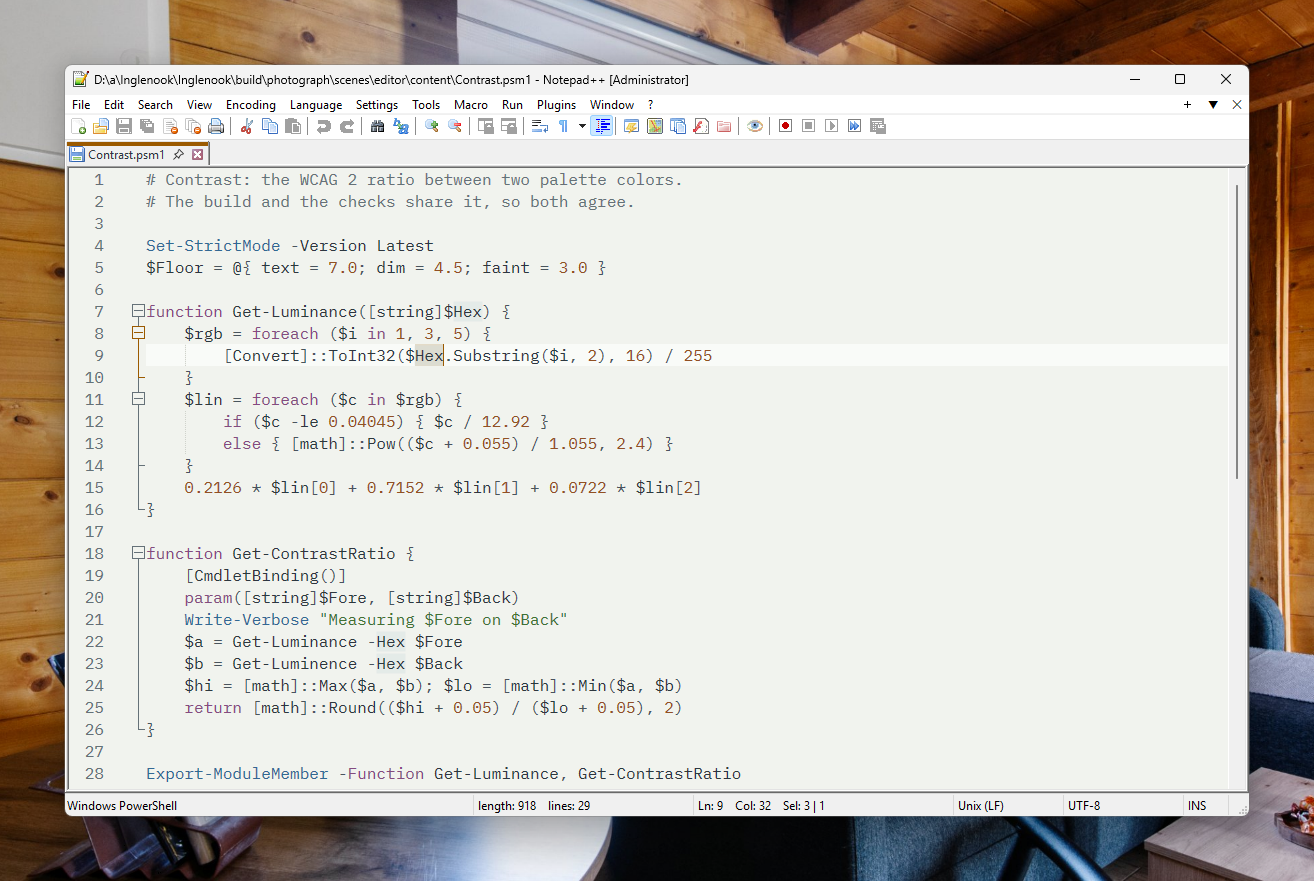 D:\a\Inglenook\Inglenook\build\photograph\scenes\editor\content\Contrast.psm1 - Notepad++ [Administrator]
File Edit Search View Encoding Language Settings Tools Macro Run Plugins Window ?
Contrast.psm1
1 # Contrast: the WCAG 2 ratio between two palette colors.
2 # The build and the checks share it, so both agree.
3
4 Set-StrictMode -Version Latest
5 $Floor = @{ text = 7.0; dim = 4.5; faint = 3.0 }
6
7 function Get-Luminance([string]$Hex) {
8 $rgb = foreach ($i in 1, 3, 5) {
9 [Convert]::ToInt32($Hex.Substring($i, 2), 16) / 255
10 }
11 $lin = foreach ($c in $rgb) {
12 if ($c -le 0.04045) { $c / 12.92 }
13 else { [math]::Pow(($c + 0.055) / 1.055, 2.4) }
14 }
15 0.2126 * $lin[0] + 0.7152 * $lin[1] + 0.0722 * $lin[2]
16 }
17
18 function Get-ContrastRatio {
19 [CmdletBinding()]
20 param([string]$Fore, [string]$Back)
21 Write-Verbose "Measuring $Fore on $Back"
22 $a = Get-Luminance -Hex $Fore
23 $b = Get-Luminence -Hex $Back
24 $hi = [math]::Max($a, $b); $lo = [math]::Min($a, $b)
25 return [math]::Round(($hi + 0.05) / ($lo + 0.05), 2)
26 }
27
28 Export-ModuleMember -Function Get-Luminance, Get-ContrastRatio
Windows PowerShell length: 918 lines: 29 Ln: 9 Col: 32 Sel: 3 | 1 Unix (LF) UTF-8 INS